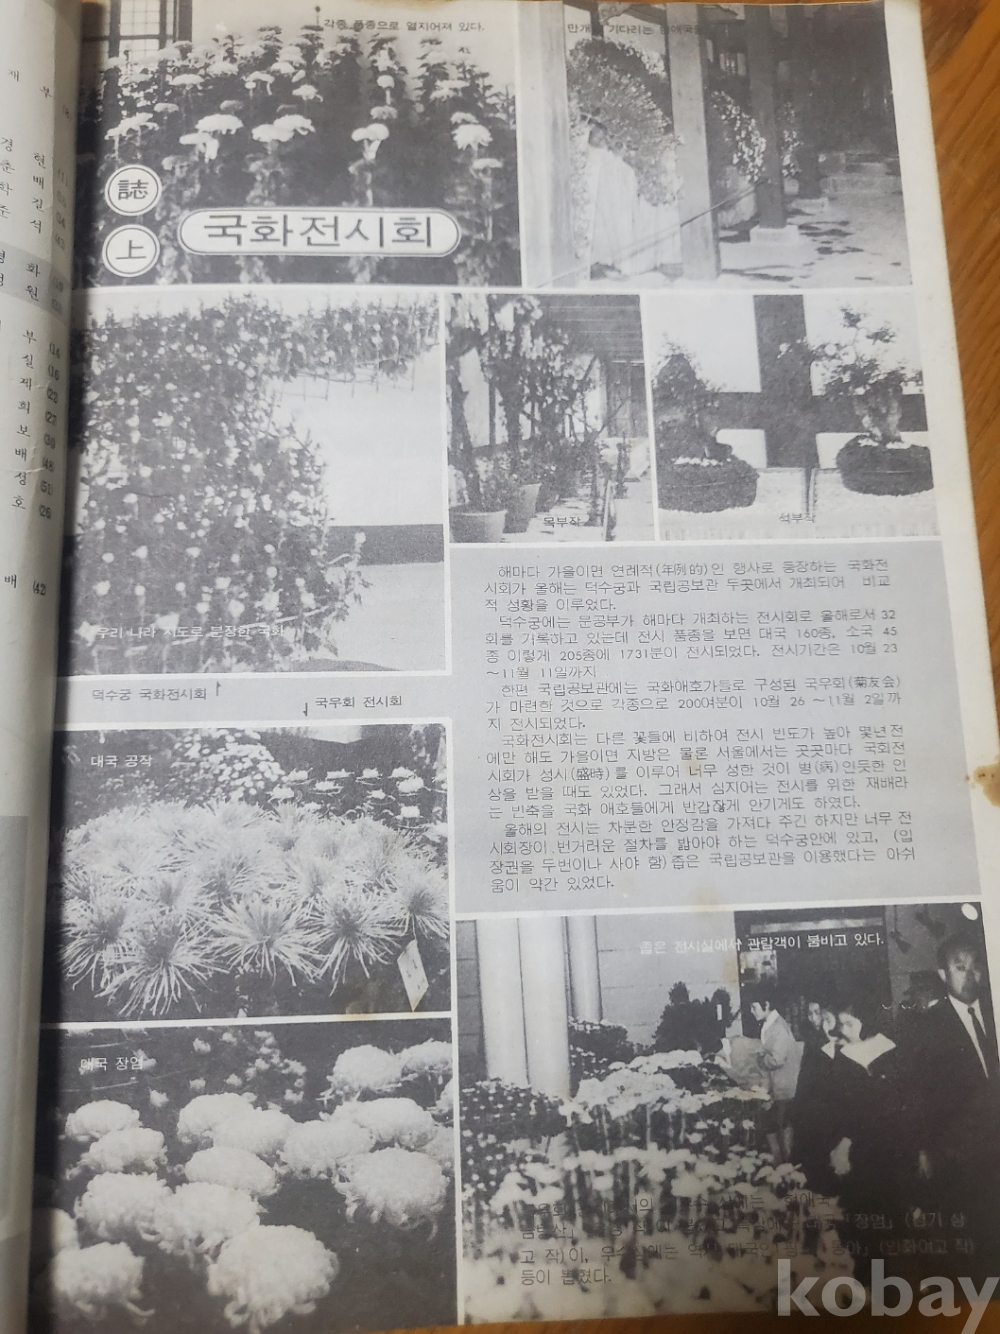 각종 품종으로 열지어져 있다.
誌
上
국화전시회
목부작
석부작
우리 나라 지도로 분장한 국화
덕수궁 국화전시회
국우회 전시회
해마다 가을이면 연례적(年例的)인 행사로 등장하는 국화전
시회가 올해는 덕수궁과 국립공보관 두곳에서 개최되어 비교
적 성황을 이루었다.
덕수궁에는 문공부가 해마다 개최하는 전시회로 올해로서 32
회를 기록하고 있는데 전시 품종을 보면 대국 160종, 소국 45
종 이렇게 205종에 1731분이 전시되었다. 전시기간은 10월 23
~11월 11일까지
한편 국립공보관에는 국화애호가들로 구성된 국우회(菊友会)
가 마련한 것으로 각종으로 200여분이 10월 26 ~11월 2일까
지 전시되었다.
국화전시회는 다른 꽃들에 비하여 전시 빈도가 높아 몇년전
에만 해도 가을이면 지방은 물론 서울에서는 곳곳마다 국회전
시회가 성시(盛時)를 이루어 너무 성한 것이 병(病)인듯한 인
상을 받을 때도 있었다. 그래서 심지어는 전시를 위한 재배라
는 빈축을 국화 애호들에게 반갑잖게 안기게도 하였다.
올해의 전시는 차분한 안정감을 가져다 주긴 하지만 너무 전
시회장이 번거러운 절차를 밟아야 하는 덕수궁안에 있고, (입
장권을 두번이나 사야 함) 좁은 국립공보관을 이용했다는 아쉬
움이 약간 있었다.
대국 공작
대국 장염
좁은 전시실에서 관람객이 붐비고 있다.
「장염」(경기 상
고 작)이, 우수상에는 (인화여고 작)
등이 뽑혔다.
kobay